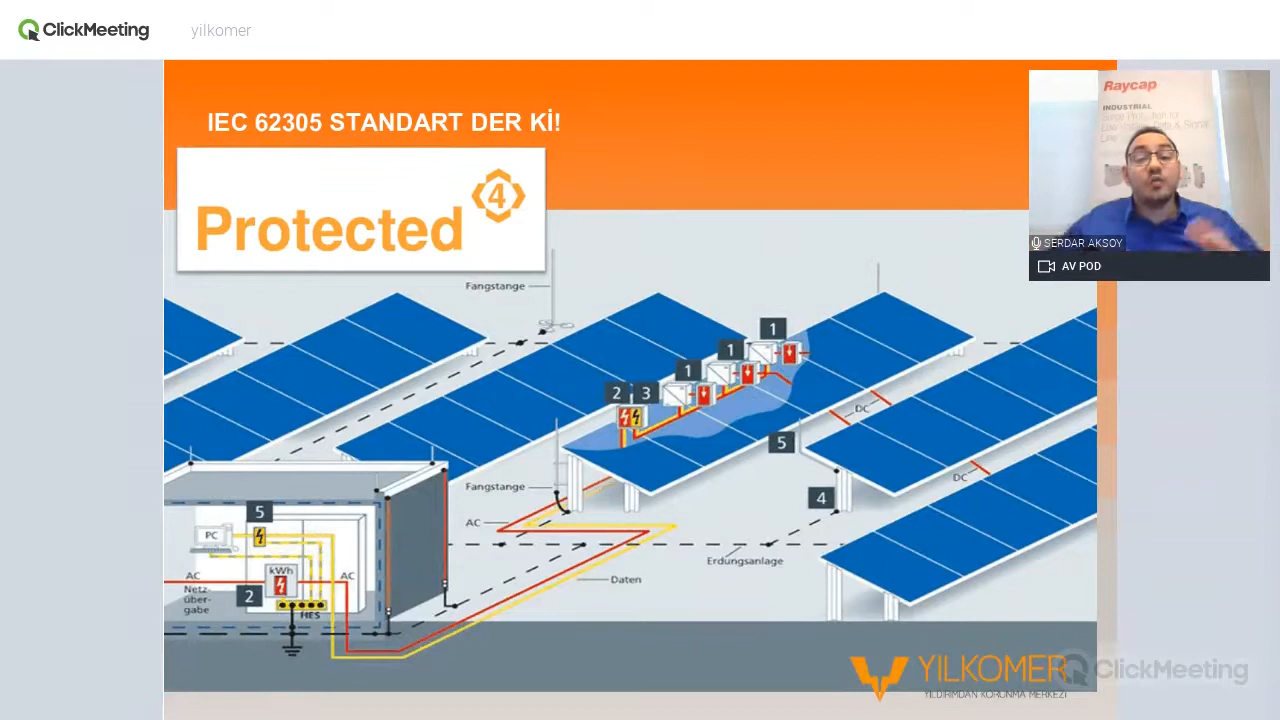 ClickMeeting
yilkomer
IEC 62305 STANDART DER Kİ!
Protected 4
Raycap
INDUSTRIAL
SERDAR AKSOY
AV POD
Fangstange
1
1
1
2 3
DC
5
DC
4
Fangstange
AC
Erdungsanlage
Daten
5
PC
kWh
AC
AC
Netz-
über-
gabe
2
HES
YILKOMER
YILDIRIMDAN KORUNMA MERKEZİ
ClickMeeting